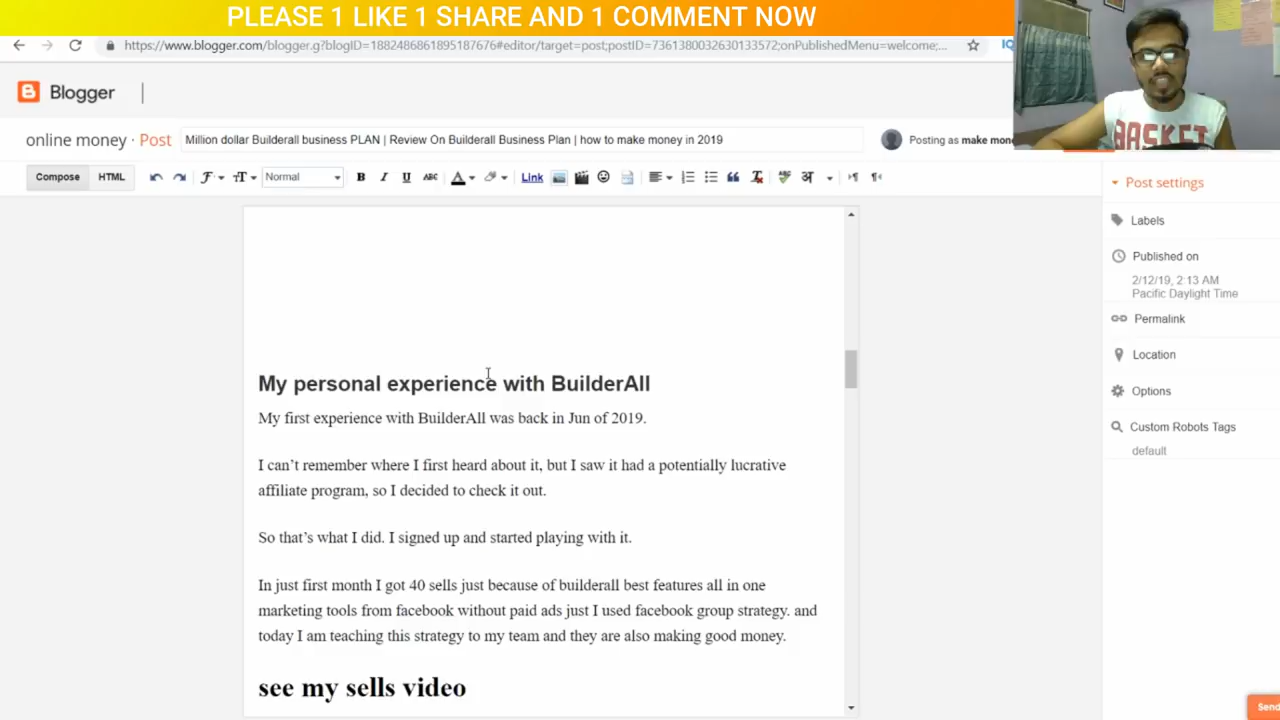 PLEASE 1 LIKE 1 SHARE AND 1 COMMENT NOW
https://www.blogger.com/blogger.g?blogID=1882486861895187676#editor/target=post;postID=7361380032630133572;onPublishedMenu=welcome;...
Blogger
online money · Post Million dollar Builderall business PLAN | Review On Builderall Business Plan | how to make money in 2019 Posting as make mon
BASKET
Compose HTML Normal B I U ABC A Link अ
Post settings
Labels
Published on
2/12/19, 2:13 AM
Pacific Daylight Time
Permalink
Location
Options
Custom Robots Tags
default
My personal experience with BuilderAll
My first experience with BuilderAll was back in Jun of 2019.
I can't remember where I first heard about it, but I saw it had a potentially lucrative
affiliate program, so I decided to check it out.
So that's what I did. I signed up and started playing with it.
In just first month I got 40 sells just because of builderall best features all in one
marketing tools from facebook without paid ads just I used facebook group strategy. and
today I am teaching this strategy to my team and they are also making good money.
see my sells video
Send